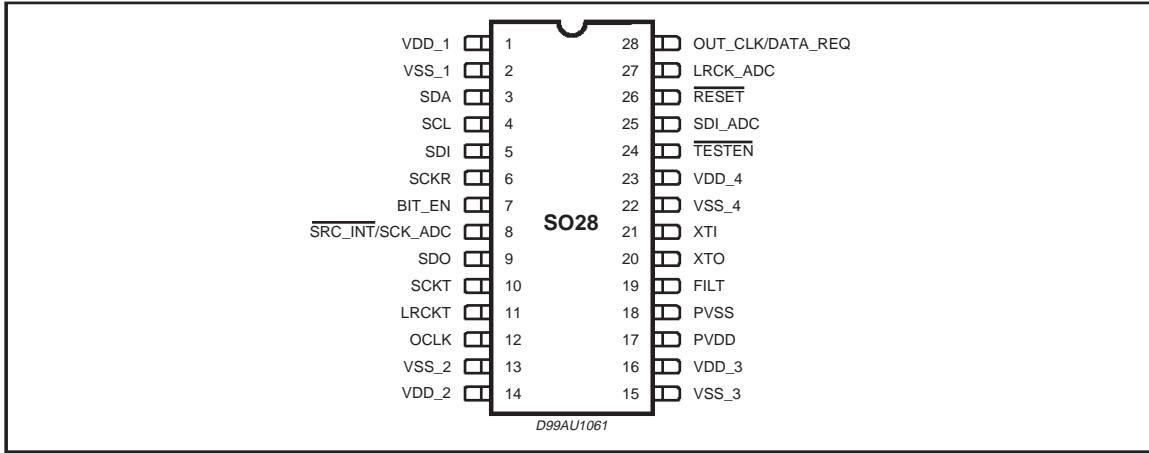 VDD_1 1 28 OUT_CLK/DATA_REQ
VSS_1 2 27 LRCK_ADC
SDA 3 26 RESET
SCL 4 25 SDI_ADC
SDI 5 24 TESTEN
SCKR 6 23 VDD_4
BIT_EN 7 22 VSS_4
SO28
SRC_INT/SCK_ADC 8 21 XTI
SDO 9 20 XTO
SCKT 10 19 FILT
LRCKT 11 18 PVSS
OCLK 12 17 PVDD
VSS_2 13 16 VDD_3
VDD_2 14 15 VSS_3
D99AU1061